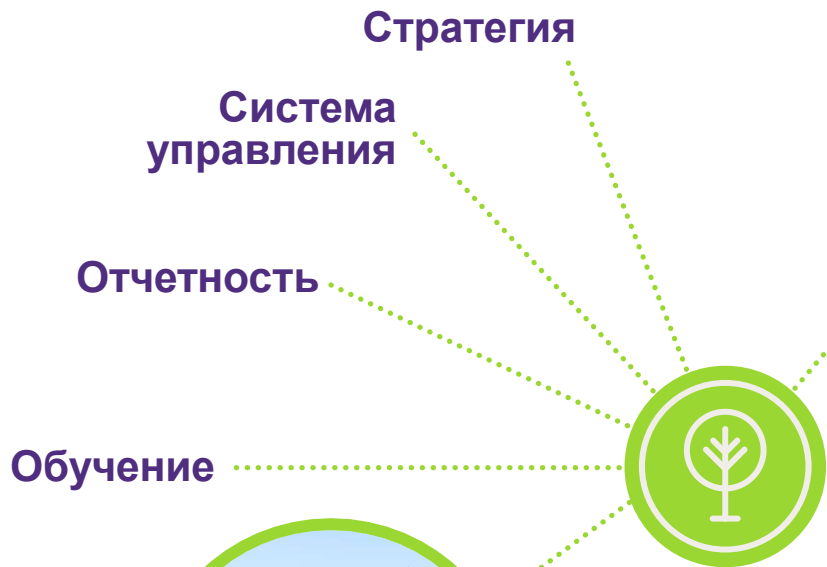 Стратегия
Система
управления
Отчетность
Обучение